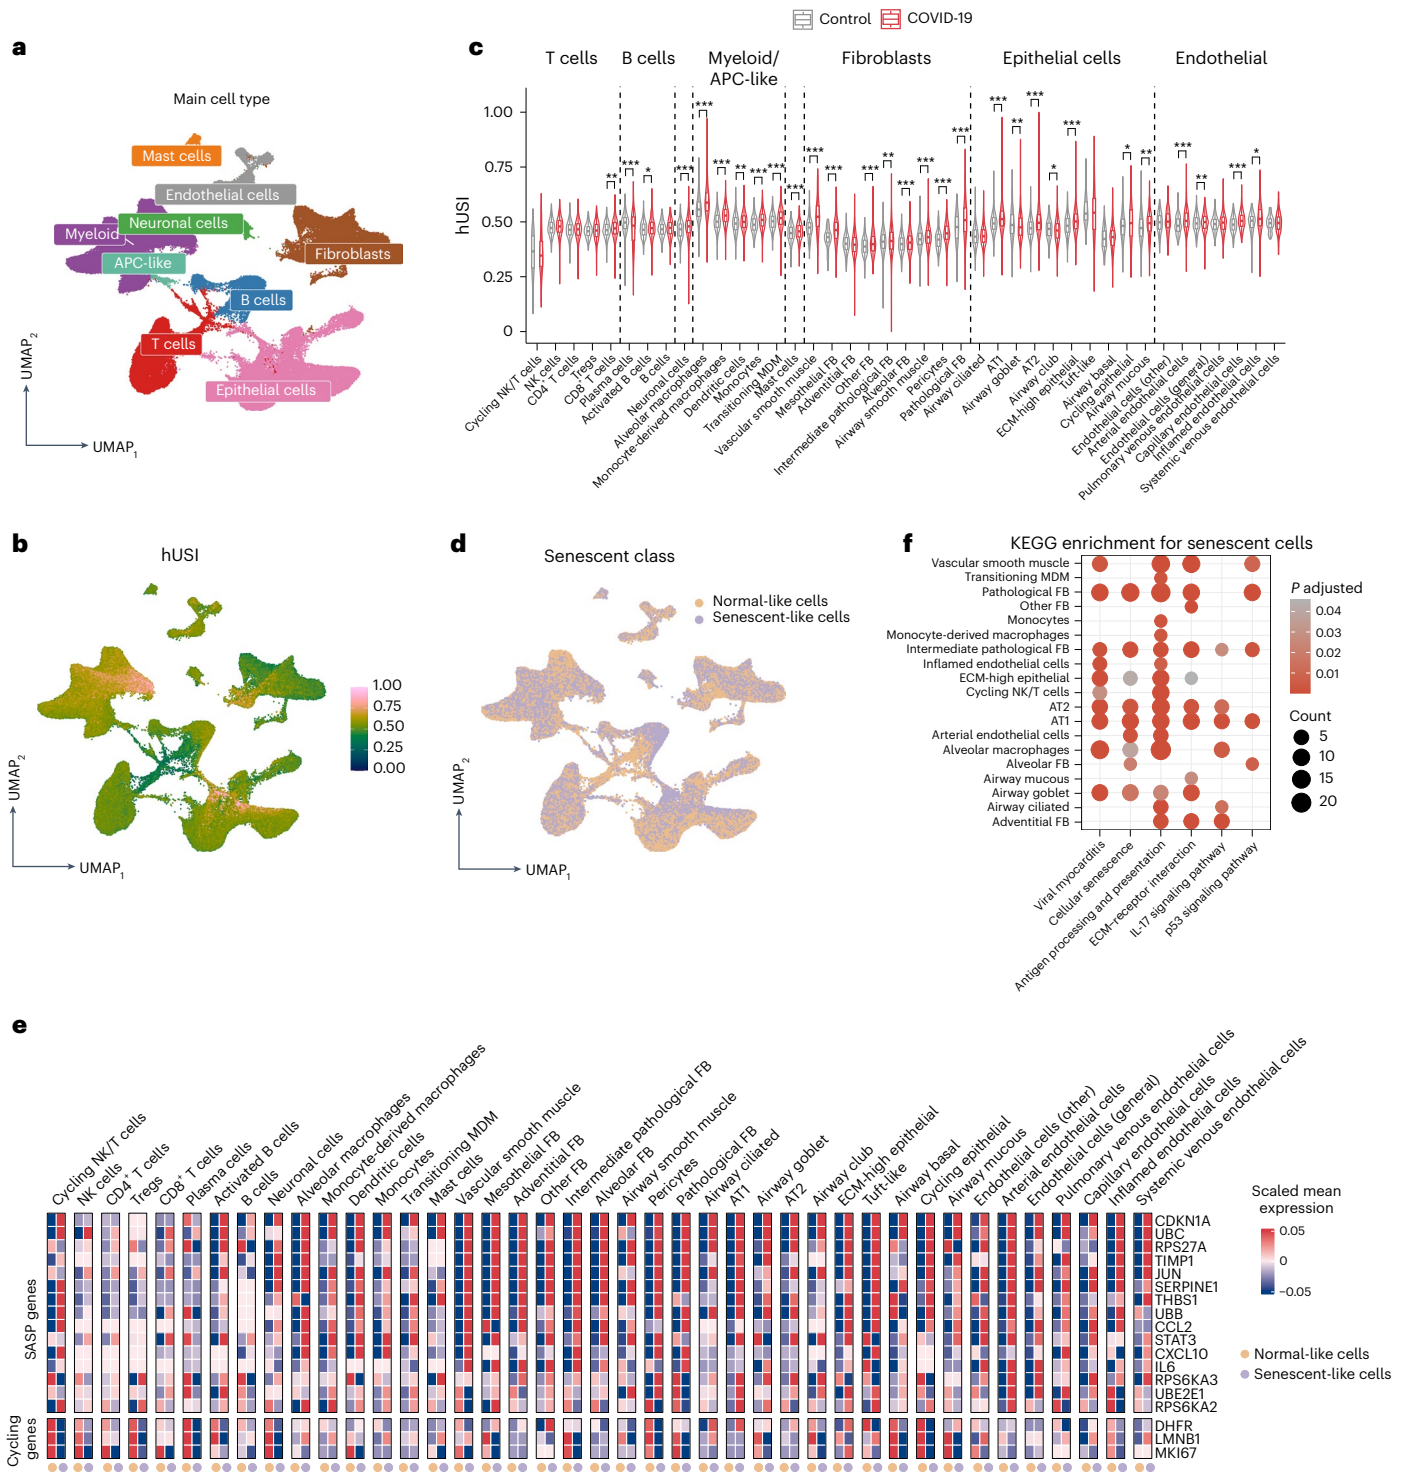 Control COVID-19
a
Main cell type
Mast cells
Endothelial cells
Neuronal cells
Myeloid
APC-like
Fibroblasts
B cells
T cells
Epithelial cells
UMAP2
UMAP1
c
T cells B cells Myeloid/ Fibroblasts Epithelial cells Endothelial
APC-like
hUSI
1.00
0.75
0.50
0.25
0
*** *** *** ** *** * *** *** ** *** *** *** *** *** *** ** *** *** *** *** *** ** *** * *** * ** *** ** *** *
Cycling NK/T cells
NK cells
CD4+ T cells
Tregs
CD8+ T cells
Plasma cells
Activated B cells
B cells
Neuronal cells
Alveolar macrophages
Monocyte-derived macrophages
Dendritic cells
Monocytes
Transitioning MDM
Mast cells
Vascular smooth muscle
Mesothelial FB
Adventitial FB
Other FB
Intermediate pathological FB
Alveolar FB
Airway smooth muscle
Pericytes
Pathological FB
Airway ciliated
AT1
Airway goblet
AT2
Airway club
ECM-high epithelial
Tuft-like
Airway basal
Cycling epithelial
Airway mucous
Endothelial cells (other)
Arterial endothelial cells
Endothelial cells (general)
Pulmonary venous endothelial cells
Capillary endothelial cells
Inflamed endothelial cells
Systemic venous endothelial cells
b
hUSI
1.00
0.75
0.50
0.25
0.00
UMAP2
UMAP1
d
Senescent class
Normal-like cells
Senescent-like cells
UMAP2
UMAP1
f
KEGG enrichment for senescent cells
Vascular smooth muscle
Transitioning MDM
Pathological FB
Other FB
Monocytes
Monocyte-derived macrophages
Intermediate pathological FB
Inflamed endothelial cells
ECM-high epithelial
Cycling NK/T cells
AT2
AT1
Arterial endothelial cells
Alveolar macrophages
Alveolar FB
Airway mucous
Airway goblet
Airway ciliated
Adventitial FB
Viral myocarditis
Cellular senescence
Antigen processing and presentation
ECM–receptor interaction
IL-17 signaling pathway
p53 signaling pathway
P adjusted
0.04
0.03
0.02
0.01
Count
5
10
15
20
e
Cycling NK/T cells
NK cells
CD4+ T cells
Tregs
CD8+ T cells
Plasma cells
Activated B cells
B cells
Neuronal cells
Alveolar macrophages
Monocyte-derived macrophages
Dendritic cells
Monocytes
Transitioning MDM
Mast cells
Vascular smooth muscle
Mesothelial FB
Adventitial FB
Other FB
Intermediate pathological FB
Alveolar FB
Airway smooth muscle
Pericytes
Pathological FB
Airway ciliated
AT1
Airway goblet
AT2
Airway club
ECM-high epithelial
Tuft-like
Airway basal
Cycling epithelial
Airway mucous
Endothelial cells (other)
Arterial endothelial cells
Endothelial cells (general)
Pulmonary venous endothelial cells
Capillary endothelial cells
Inflamed endothelial cells
Systemic venous endothelial cells
SASP genes
CDKN1A
UBC
RPS27A
TIMP1
JUN
SERPINE1
THBS1
UBB
CCL2
STAT3
CXCL10
IL6
RPS6KA3
UBE2E1
RPS6KA2
Cycling
genes
DHFR
LMNB1
MKI67
Scaled mean
expression
0.05
0
−0.05
Normal-like cells
Senescent-like cells